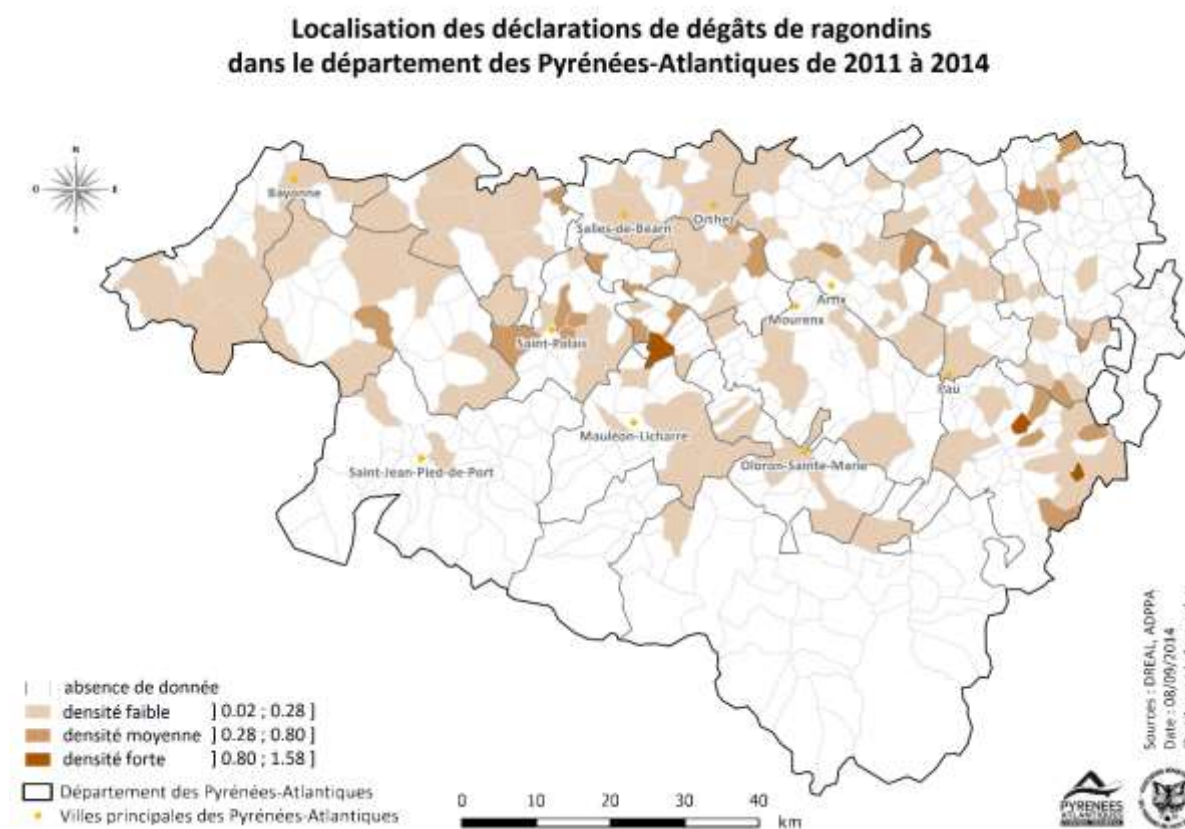 Localisation des déclarations de dégâts de ragondins
dans le département des Pyrénées-Atlantiques de 2011 à 2014
N
O
E
S
Bayonne
Salies-de-Béarn
Orthez
Artix
Mourenx
Saint-Palais
Pau
Mauléon-Licharre
Oloron-Sainte-Marie
Saint-Jean-Pied-de-Port
absence de donnée
densité faible ] 0.02 ; 0.28 ]
densité moyenne ] 0.28 ; 0.80 ]
densité forte ] 0.80 ; 1.58 ]
Département des Pyrénées-Atlantiques
Villes principales des Pyrénées-Atlantiques
0 10 20 30 40
km
Sources : DREAL, ADPPA
Date : 08/09/2014
PYRENEES
ATLANTIQUES